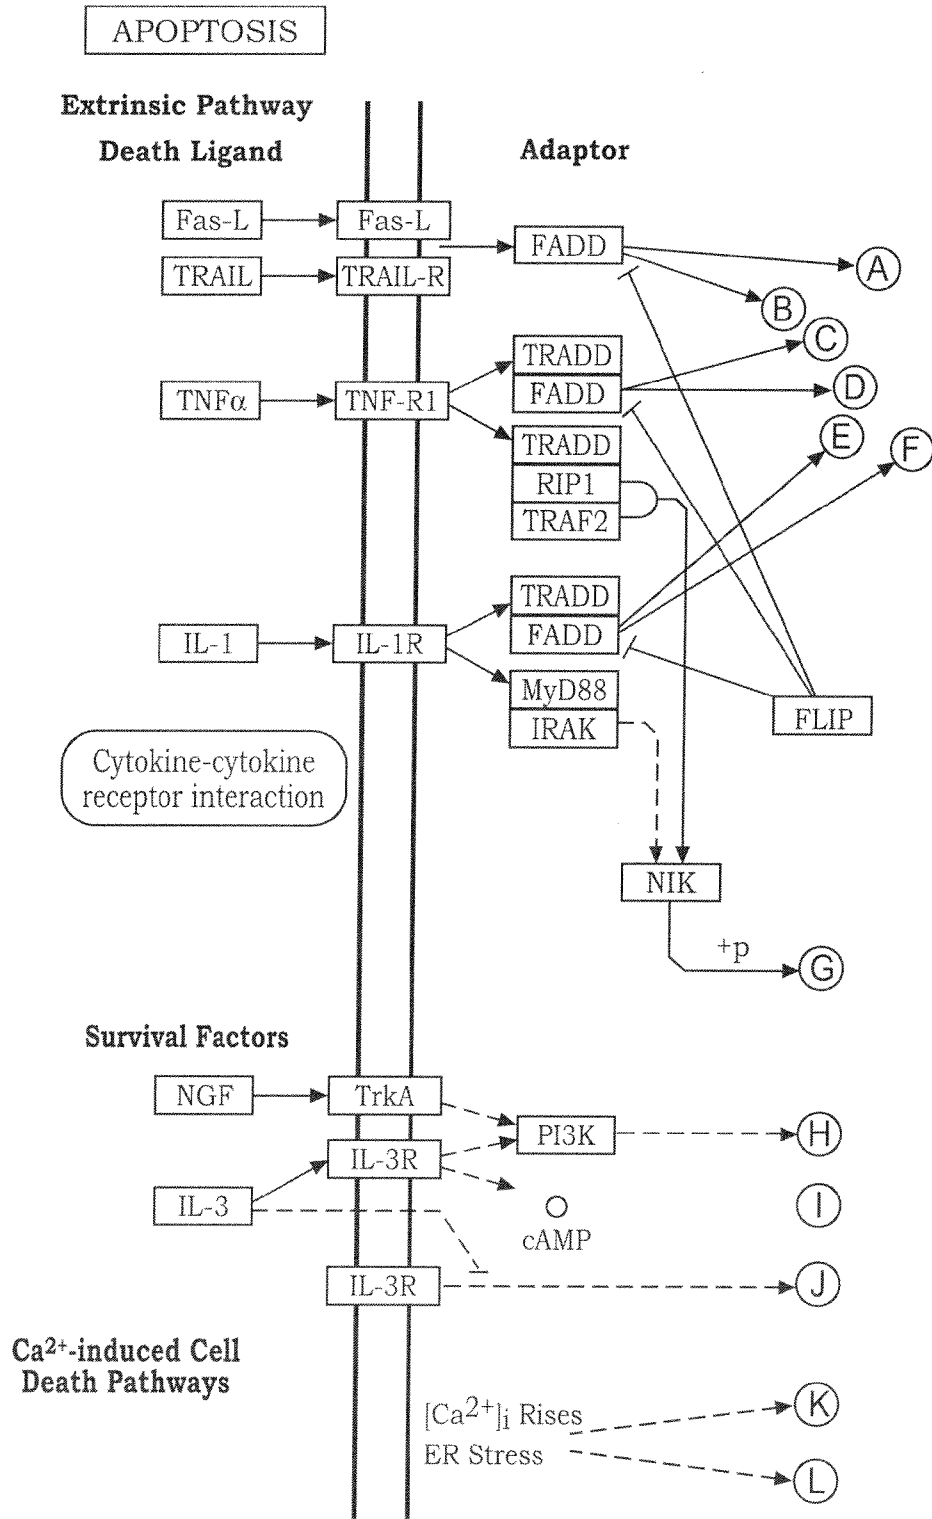 APOPTOSIS
Extrinsic Pathway
Death Ligand
Adaptor
Fas-L
Fas-L
FADD
A
TRAIL
TRAIL-R
B
C
TRADD
TNFα
TNF-R1
FADD
D
TRADD
E
F
RIP1
TRAF2
TRADD
IL-1
IL-1R
FADD
MyD88
FLIP
IRAK
Cytokine-cytokine
receptor interaction
NIK
+p
G
Survival Factors
NGF
TrkA
PI3K
H
IL-3R
IL-3
I
cAMP
IL-3R
J
Ca2+-induced Cell
Death Pathways
[Ca2+]i Rises
K
ER Stress
L